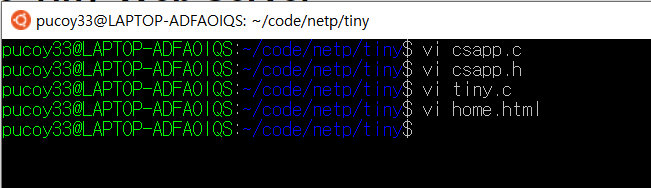 pucoy33@LAPTOP-ADFAOIQS: ~/code/netp/tiny
pucoy33@LAPTOP-ADFAOIQS:~/code/netp/tiny$ vi csapp.c
pucoy33@LAPTOP-ADFAOIQS:~/code/netp/tiny$ vi csapp.h
pucoy33@LAPTOP-ADFAOIQS:~/code/netp/tiny$ vi tiny.c
pucoy33@LAPTOP-ADFAOIQS:~/code/netp/tiny$ vi home.html
pucoy33@LAPTOP-ADFAOIQS:~/code/netp/tiny$